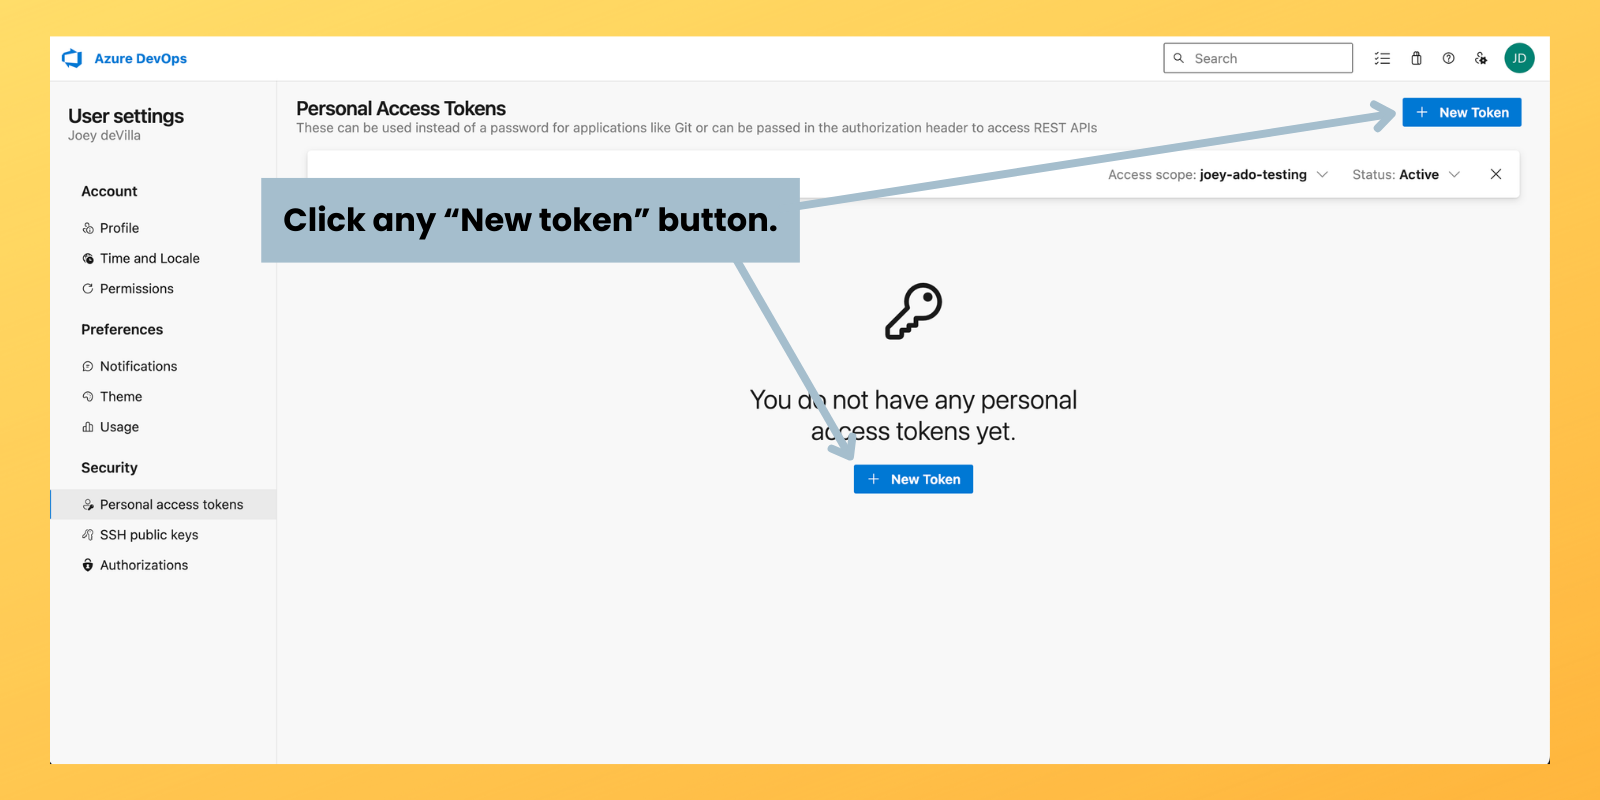 Azure DevOps
Search
JD
User settings
Joey deVilla
Account
Profile
Time and Locale
Permissions
Preferences
Notifications
Theme
Usage
Security
Personal access tokens
SSH public keys
Authorizations
Personal Access Tokens
These can be used instead of a password for applications like Git or can be passed in the authorization header to access REST APIs
+ New Token
Access scope: joey-ado-testing
Status: Active
Click any “New token” button.
You do not have any personal
access tokens yet.
+ New Token